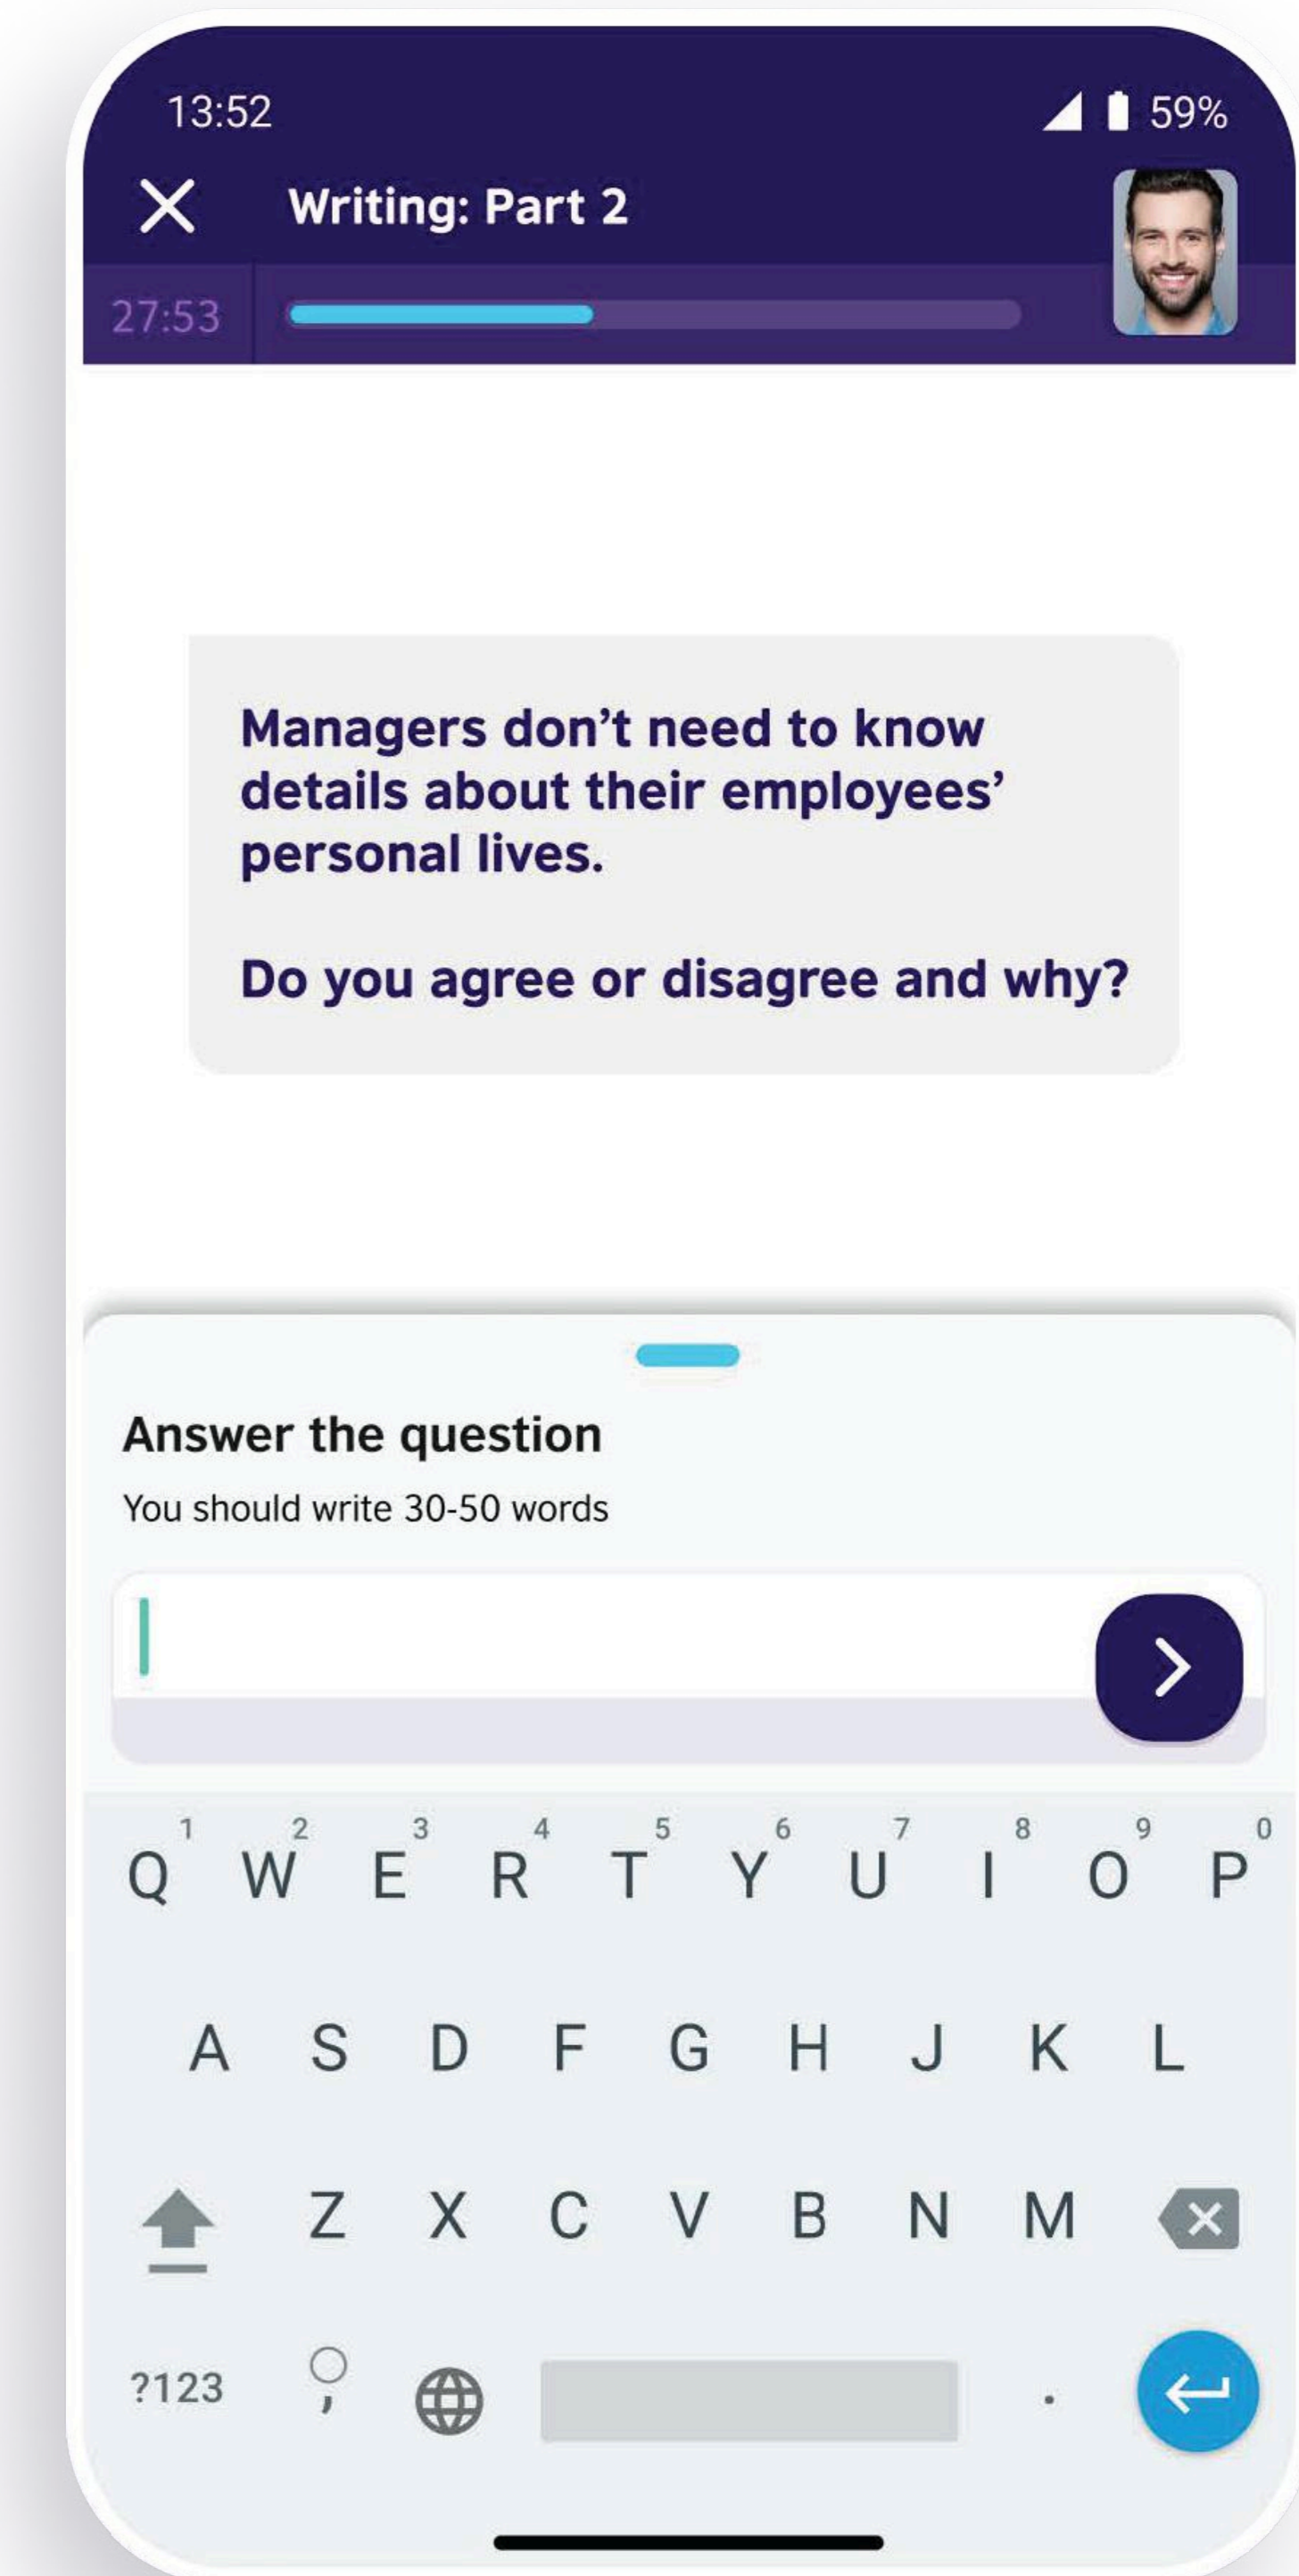 13:52 59%
Writing: Part 2
27:53
Managers don’t need to know
details about their employees’
personal lives.
Do you agree or disagree and why?
Answer the question
You should write 30-50 words
1 2 3 4 5 6 7 8 9 0
Q W E R T Y U I O P
A S D F G H J K L
Z X C V B N M
?123 , .